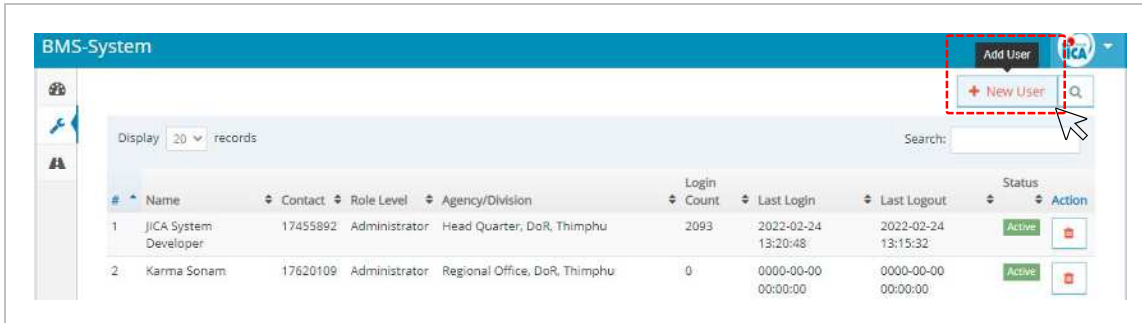 BMS-System
Add User
JICA
+ New User
Display 20 records
Search:
# Name Contact Role Level Agency/Division Login Count Last Login Last Logout Status Action
1 JICA System Developer 17455892 Administrator Head Quarter, DoR, Thimphu 2093 2022-02-24 13:20:48 2022-02-24 13:15:32 Active
2 Karma Sonam 17620109 Administrator Regional Office, DoR, Thimphu 0 0000-00-00 00:00:00 0000-00-00 00:00:00 Active